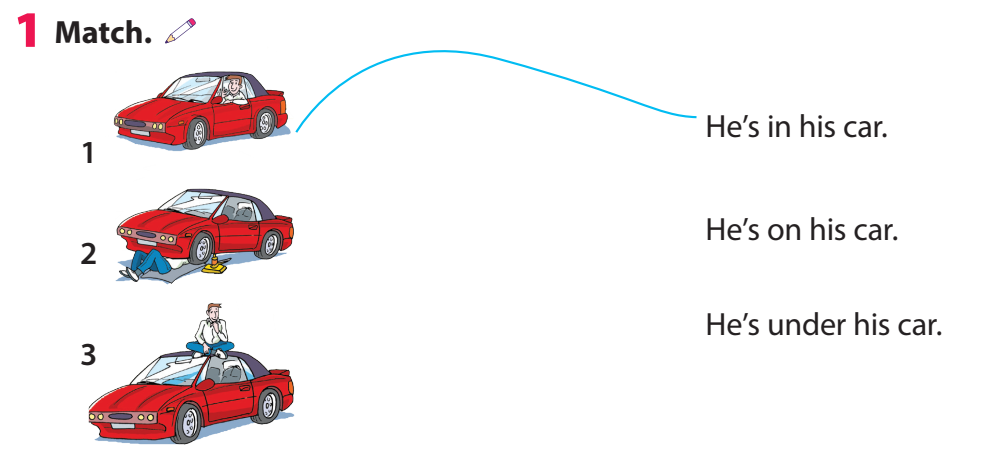 1 Match.
1
He's in his car.
2
He's on his car.
3
He's under his car.